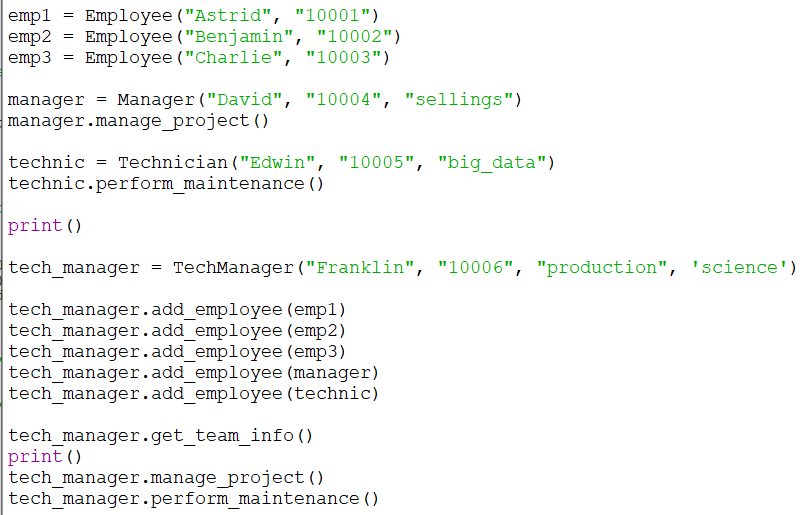 emp1 = Employee("Astrid", "10001")
emp2 = Employee("Benjamin", "10002")
emp3 = Employee("Charlie", "10003")
manager = Manager("David", "10004", "sellings")
manager.manage_project()
technic = Technician("Edwin", "10005", "big_data")
technic.perform_maintenance()
print()
tech_manager = TechManager("Franklin", "10006", "production", 'science')
tech_manager.add_employee(emp1)
tech_manager.add_employee(emp2)
tech_manager.add_employee(emp3)
tech_manager.add_employee(manager)
tech_manager.add_employee(technic)
tech_manager.get_team_info()
print()
tech_manager.manage_project()
tech_manager.perform_maintenance()